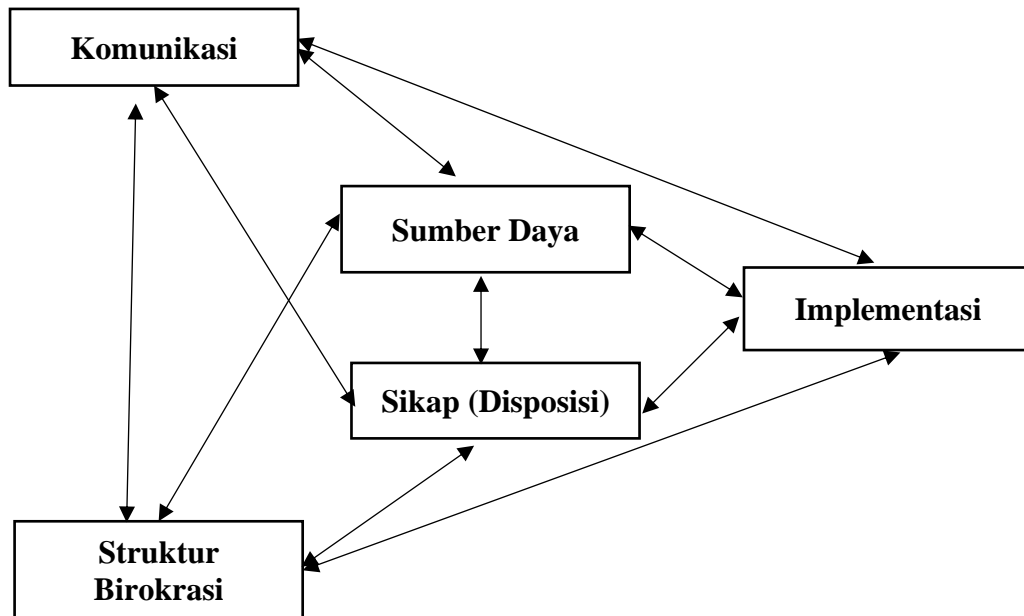 Komunikasi
Sumber Daya
Implementasi
Sikap (Disposisi)
Struktur
Birokrasi